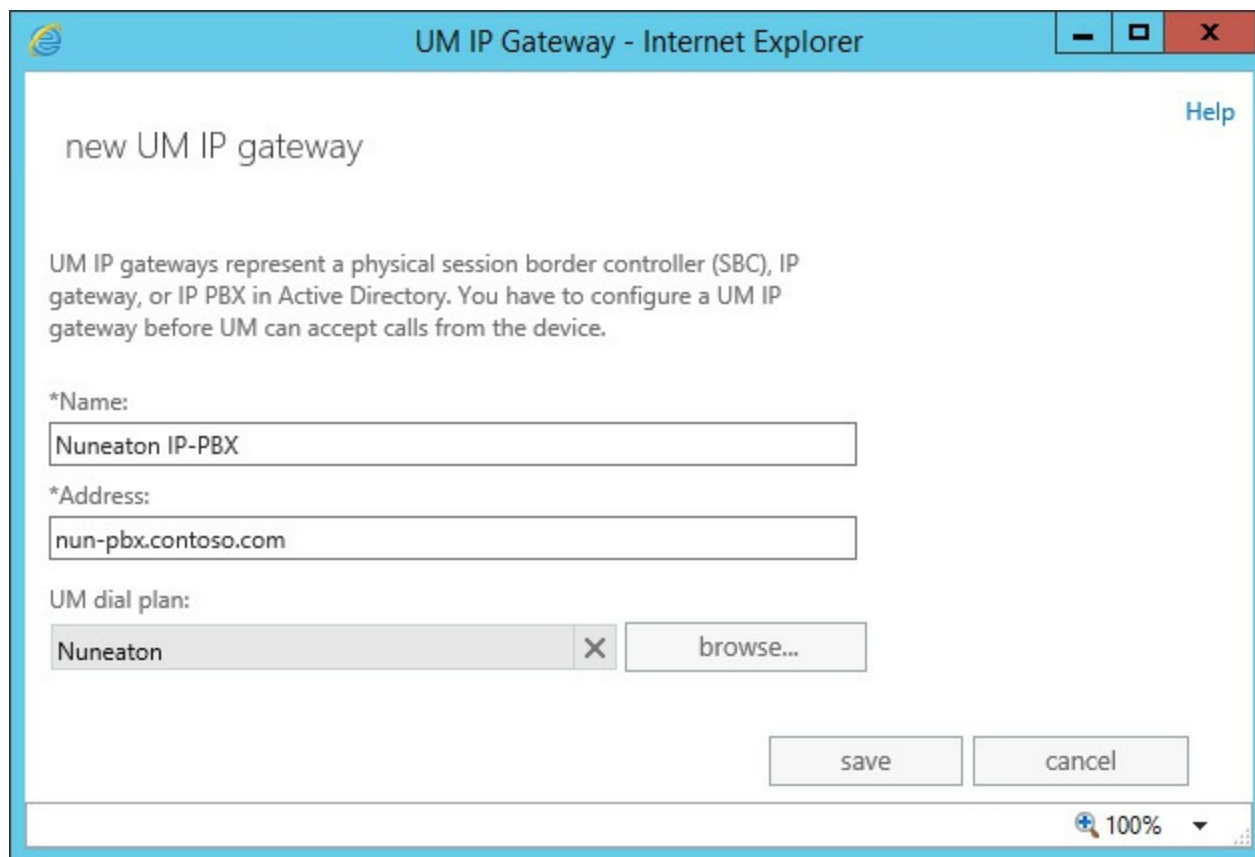 UM IP Gateway - Internet Explorer
Help
new UM IP gateway
UM IP gateways represent a physical session border controller (SBC), IP
gateway, or IP PBX in Active Directory. You have to configure a UM IP
gateway before UM can accept calls from the device.
*Name:
Nuneaton IP-PBX
*Address:
nun-pbx.contoso.com
UM dial plan:
Nuneaton
browse...
save
cancel
100%